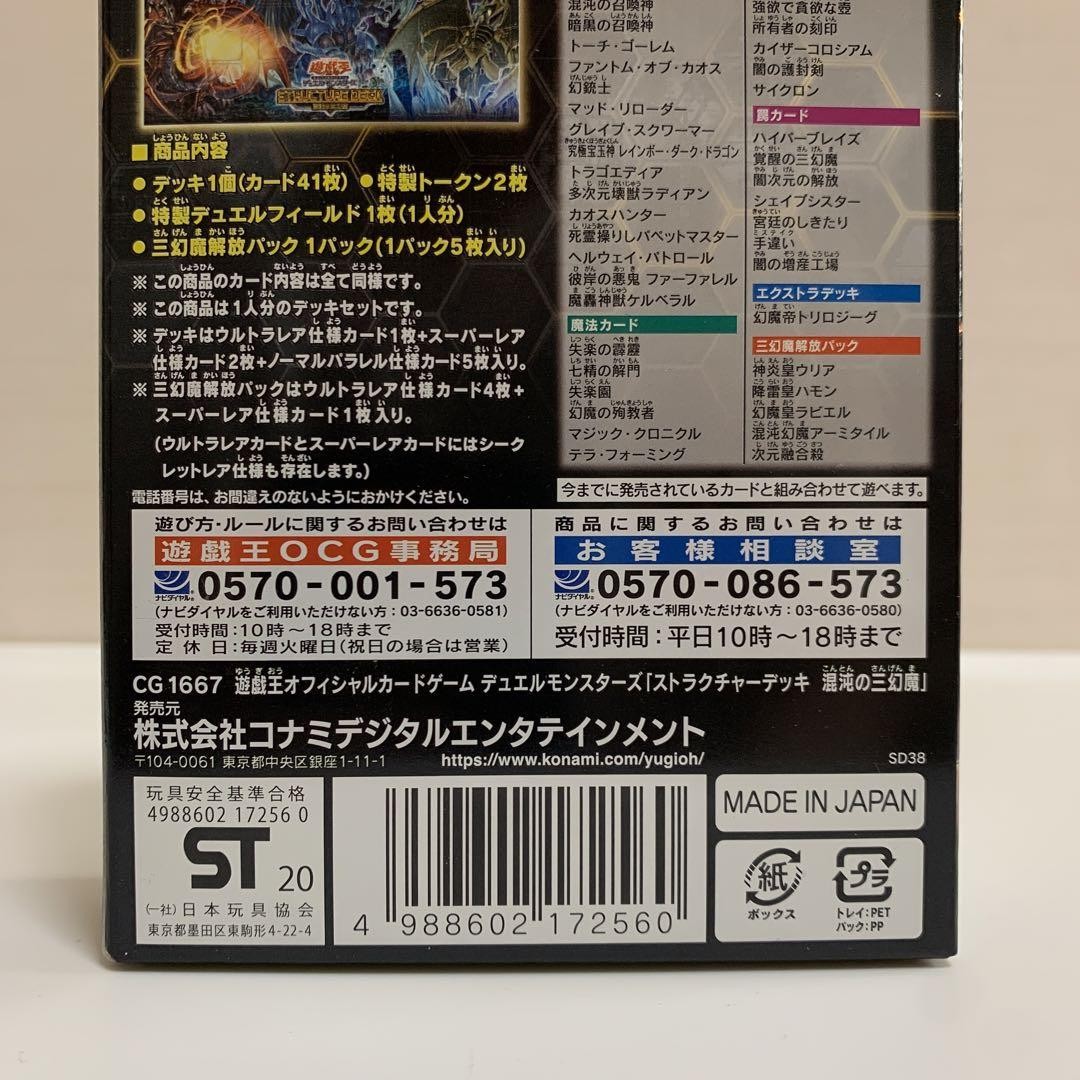 遊戯王
デュエルモンスターズ
STRUCTURE DECK
■商品内容
●デッキ1個(カード41枚) ●特製トークン2枚
●特製デュエルフィールド1枚(1人分)
●三幻魔解放パック 1パック(1パック5枚入り)
※この商品のカード内容は全て同様です。
※この商品は1人分のデッキセットです。
※デッキはウルトラレア仕様カード1枚+スーパーレア
仕様カード2枚+ノーマルパラレル仕様カード5枚入り。
※三幻魔解放パックはウルトラレア仕様カード4枚+
スーパーレア仕様カード1枚入り。
(ウルトラレアカードとスーパーレアカードにはシーク
レットレア仕様も存在します。)
混沌の召喚神
暗黒の召喚神
トーチ・ゴーレム
ファントム・オブ・カオス
幻銃士
マッド・リローダー
グレイブ・スクワーマー
究極宝玉神 レインボー・ダーク・ドラゴン
トラゴエディア
多次元壊獣ラディアン
カオスハンター
死霊操りしパペットマスター
ヘルウェイ・パトロール
彼岸の悪鬼 ファーファレル
魔轟神獣ケルベラル
魔法カード
失楽の霹靂
七精の解門
失楽園
幻魔の殉教者
マジック・クロニクル
テラ・フォーミング
強欲で貪欲な壺
所有者の刻印
カイザーコロシアム
闇の護封剣
サイクロン
罠カード
ハイパーブレイズ
覚醒の三幻魔
闇次元の解放
シェイプシスター
宮廷のしきたり
手違い
闇の増産工場
エクストラデッキ
幻魔帝トリロジーグ
三幻魔解放パック
神炎皇ウリア
降雷皇ハモン
幻魔皇ラビエル
混沌幻魔アーミタイル
次元融合殺
今までに発売されているカードと組み合わせて遊べます。
電話番号は、お間違えのないようにおかけください。
遊び方・ルールに関するお問い合わせは
遊戯王OCG事務局
ナビダイヤル 0570-001-573
(ナビダイヤルをご利用いただけない方：03-6636-0581)
受付時間：10時～18時まで
定 休 日：毎週火曜日(祝日の場合は営業)
商品に関するお問い合わせは
お客様相談室
ナビダイヤル 0570-086-573
(ナビダイヤルをご利用いただけない方：03-6636-0580)
受付時間：平日10時～18時まで
CG1667 遊戯王オフィシャルカードゲーム デュエルモンスターズ「ストラクチャーデッキ 混沌の三幻魔」
発売元
株式会社コナミデジタルエンタテインメント
〒104-0061 東京都中央区銀座1-11-1
https://www.konami.com/yugioh/
SD38
玩具安全基準合格
4988602 17256 0
ST 20
(一社)日本玩具協会
東京都墨田区東駒形4-22-4
4 988602 172560
MADE IN JAPAN
紙
ボックス
プラ
トレイ:PET
パック:PP